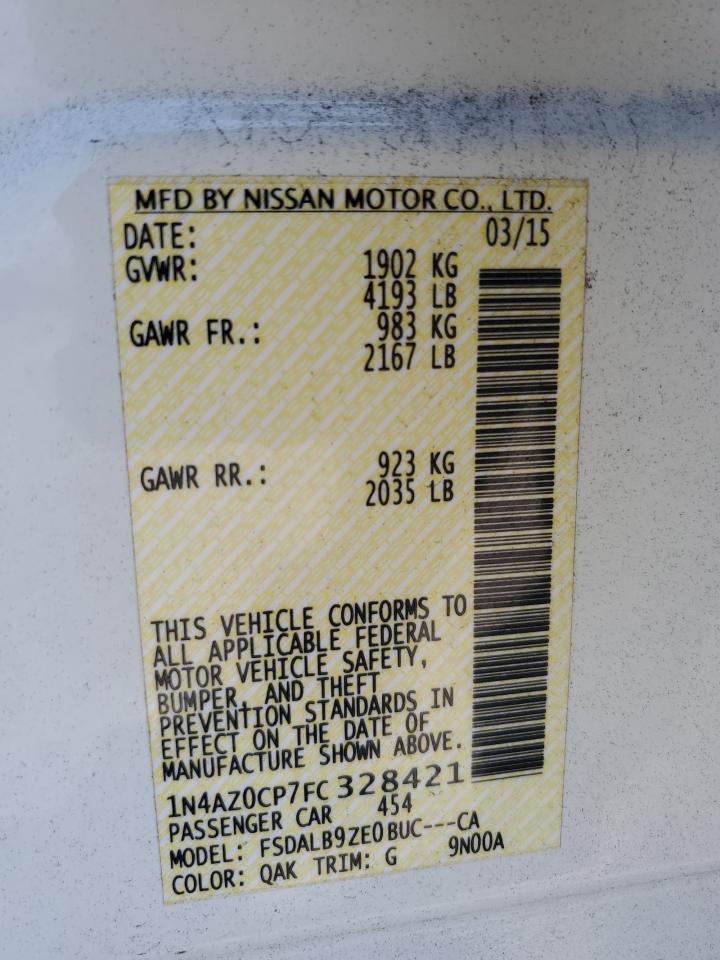 MFD BY NISSAN MOTOR CO., LTD.
DATE: 03/15
GVWR: 1902 KG
4193 LB
GAWR FR.: 983 KG
2167 LB
GAWR RR.: 923 KG
2035 LB
THIS VEHICLE CONFORMS TO
ALL APPLICABLE FEDERAL
MOTOR VEHICLE SAFETY,
BUMPER, AND THEFT
PREVENTION STANDARDS IN
EFFECT ON THE DATE OF
MANUFACTURE SHOWN ABOVE.
1N4AZ0CP7FC328421
PASSENGER CAR 454
MODEL: FSDALB9ZE0BUC---CA
COLOR: QAK TRIM: G 9N00A